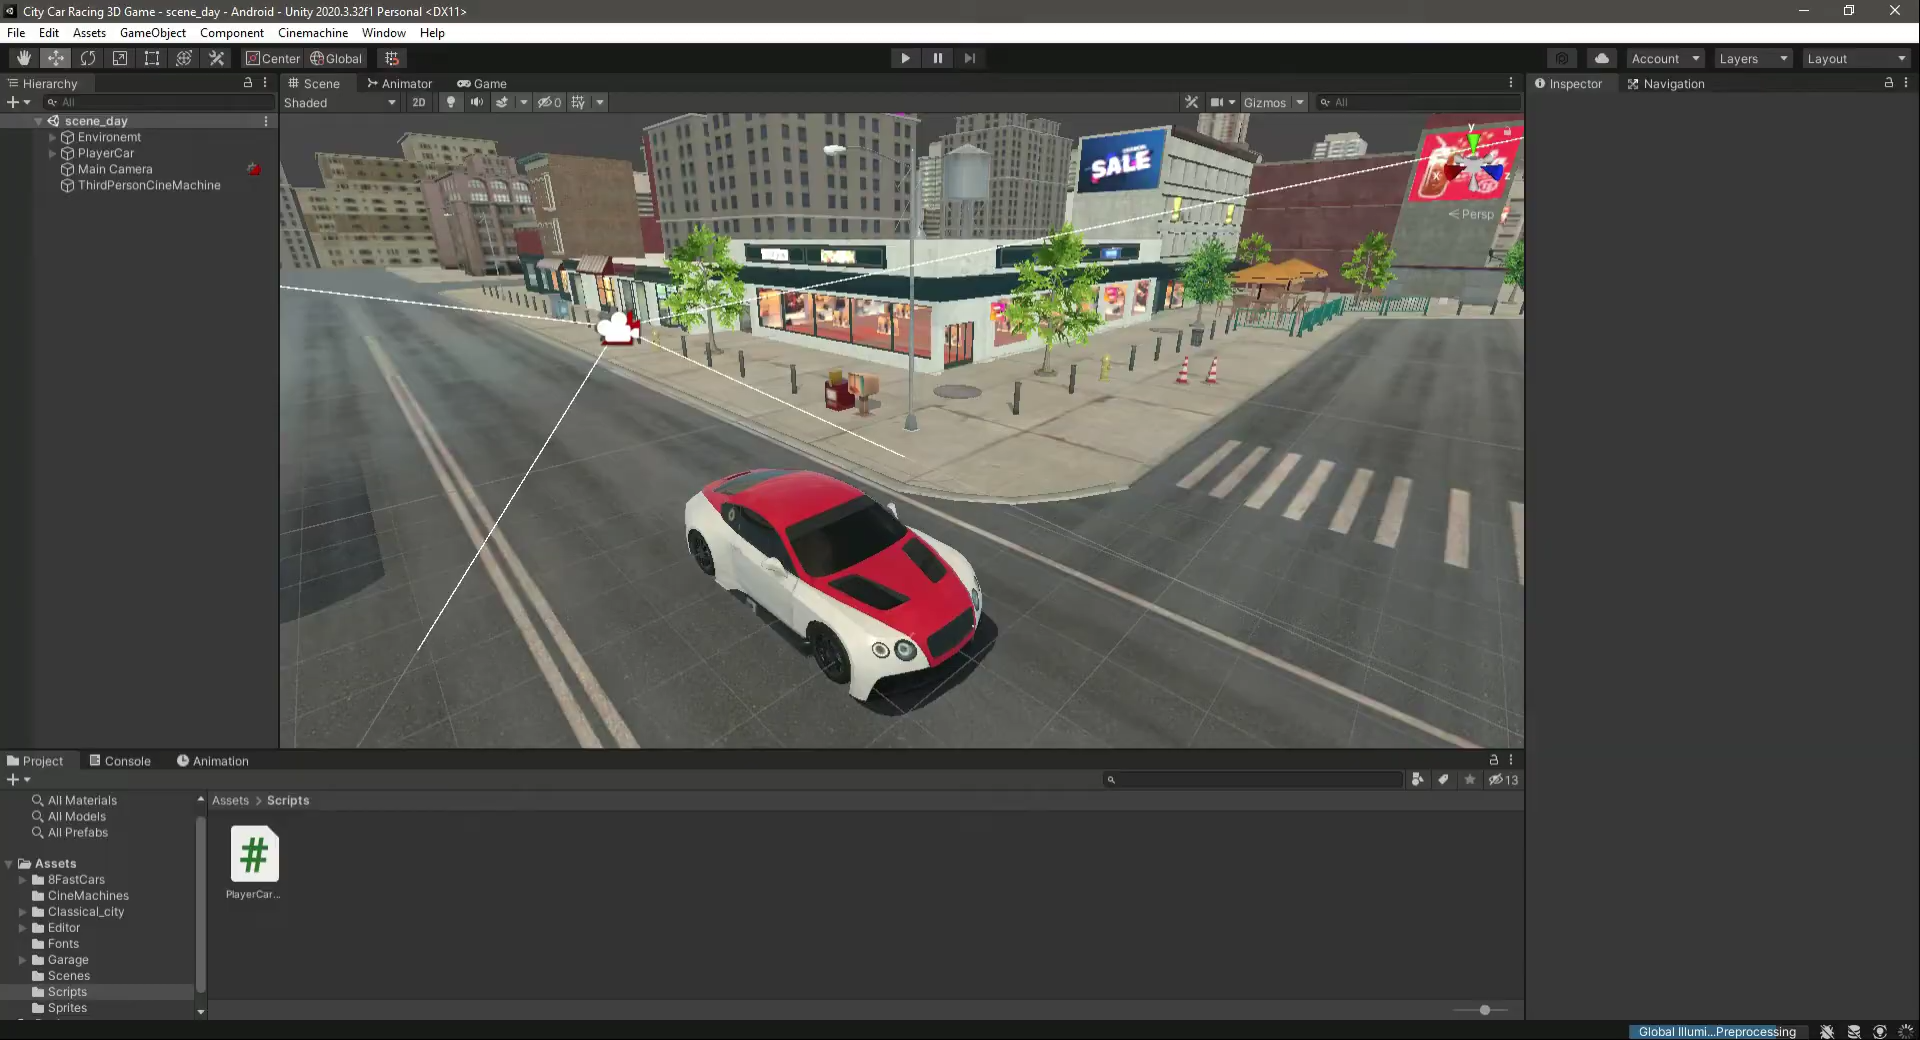 City Car Racing 3D Game - scene_day - Android - Unity 2020.3.32f1 Personal <DX11>
File Edit Assets GameObject Component Cinemachine Window Help
Center Global Account Layers Layout
Hierarchy
All
scene_day
Environemt
PlayerCar
Main Camera
ThirdPersonCineMachine
Scene Animator Game
Shaded 2D 0 Gizmos All
SALE
y
x
z
Persp
Inspector Navigation
Project Console Animation
13
All Materials
All Models
All Prefabs
Assets
8FastCars
CineMachines
Classical_city
Editor
Fonts
Garage
Scenes
Scripts
Sprites
Assets > Scripts
#
PlayerCar...
Global Illumi...Preprocessing